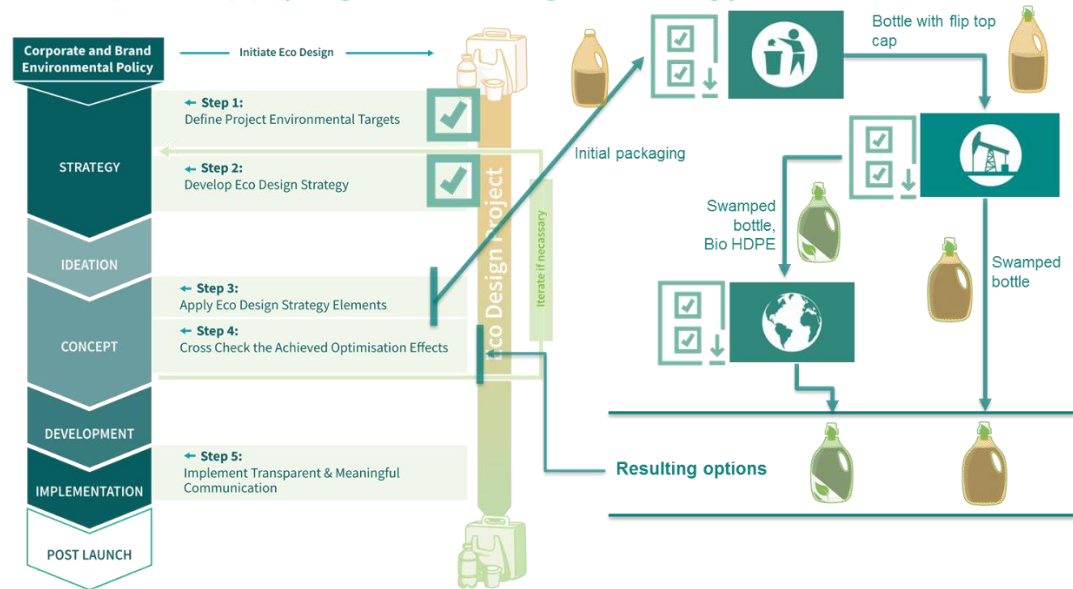 Corporate and Brand
Environmental Policy
Initiate Eco Design
STRATEGY
IDEATION
CONCEPT
DEVELOPMENT
IMPLEMENTATION
POST LAUNCH
Step 1:
Define Project Environmental Targets
Step 2:
Develop Eco Design Strategy
Step 3:
Apply Eco Design Strategy Elements
Step 4:
Cross Check the Achieved Optimisation Effects
Step 5:
Implement Transparent & Meaningful
Communication
Eco Design Project
Iterate if necassary
Initial packaging
Bottle with flip top
cap
Swamped
bottle,
Bio HDPE
Swamped
bottle
Resulting options